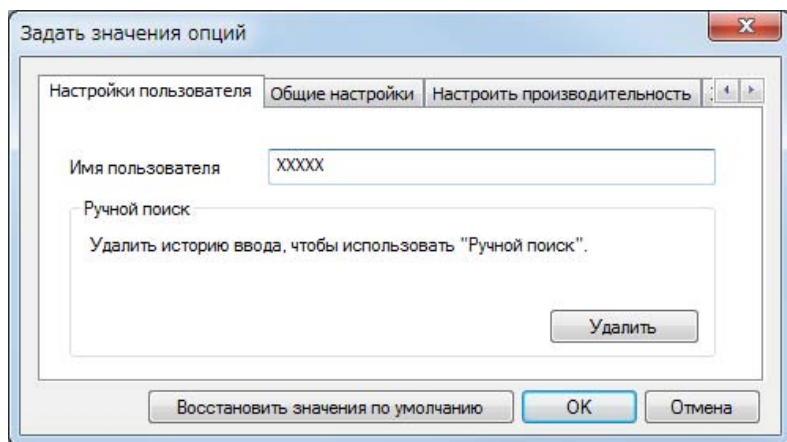 Задать значения опций
Настройки пользователя Общие настройки Настроить производительность
Имя пользователя XXXXX
Ручной поиск
Удалить историю ввода, чтобы использовать "Ручной поиск".
Удалить
Восстановить значения по умолчанию OK Отмена